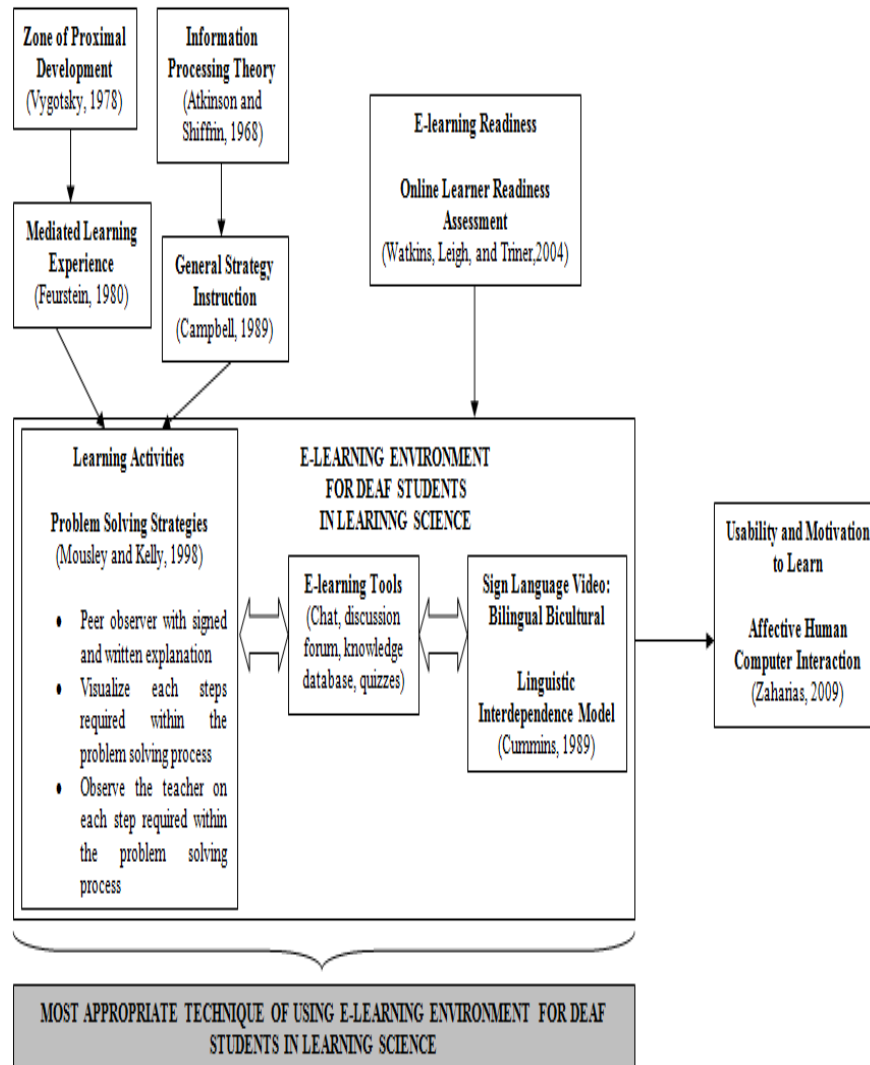 Zone of Proximal
Development
(Vygotsky, 1978)
Information
Processing Theory
(Atkinson and
Shiffrin, 1968)
E-learning Readiness
Online Learner Readiness
Assessment
(Watkins, Leigh, and Triner,2004)
Mediated Learning
Experience
(Feurstein, 1980)
General Strategy
Instruction
(Campbell, 1989)
Learning Activities
Problem Solving Strategies
(Mousley and Kelly, 1998)
• Peer observer with signed
and written explanation
• Visualize each steps
required within the
problem solving process
• Observe the teacher on
each step required within
the problem solving
process
E-LEARNING ENVIRONMENT
FOR DEAF STUDENTS
IN LEARINNG SCIENCE
E-learning Tools
(Chat, discussion
forum, knowledge
database, quizzes)
Sign Language Video:
Bilingual Bicultural
Linguistic
Interdependence Model
(Cummins, 1989)
Usability and Motivation
to Learn
Affective Human
Computer Interaction
(Zaharias, 2009)
MOST APPROPRIATE TECHNIQUE OF USING E-LEARNING ENVIRONMENT FOR DEAF
STUDENTS IN LEARNING SCIENCE